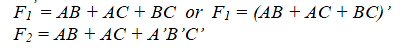 F₁ = AB + AC + BC or F₁ = (AB + AC + BC)’
F₂ = AB + AC + A’B’C’